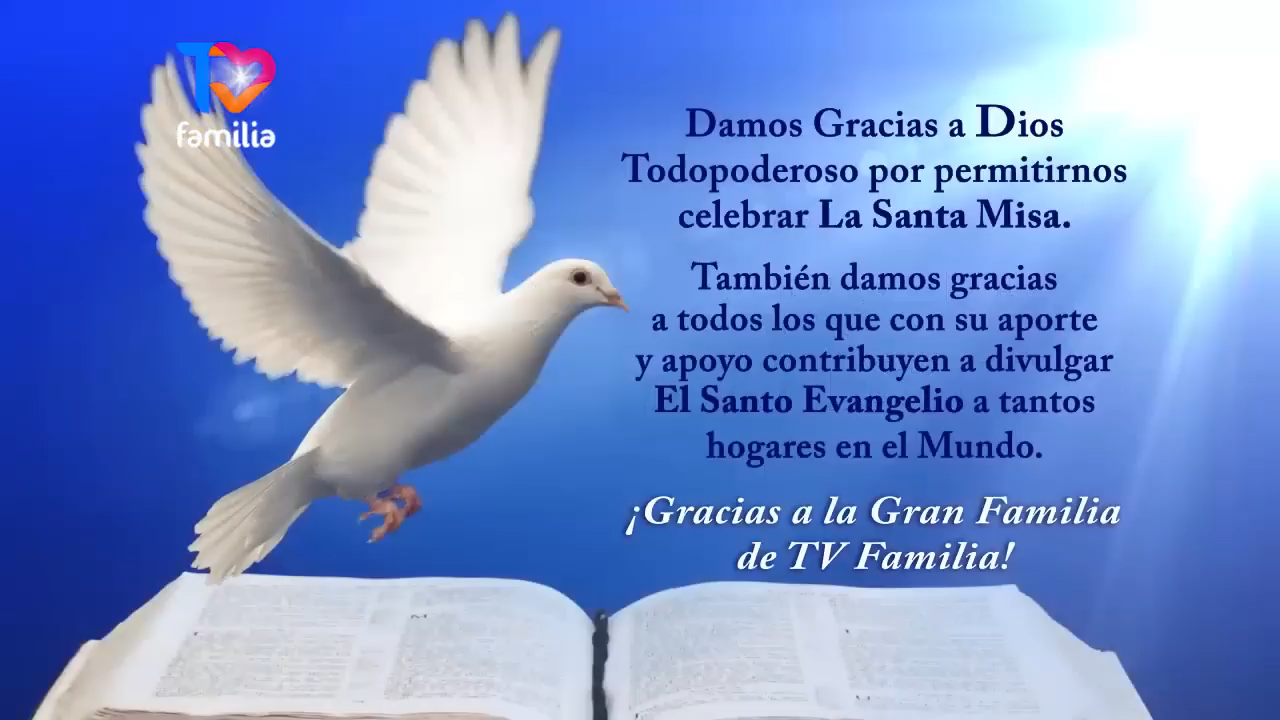 TV
familia
Damos Gracias a Dios
Todopoderoso por permitirnos
celebrar La Santa Misa.
También damos gracias
a todos los que con su aporte
y apoyo contribuyen a divulgar
El Santo Evangelio a tantos
hogares en el Mundo.
¡Gracias a la Gran Familia
de TV Familia!